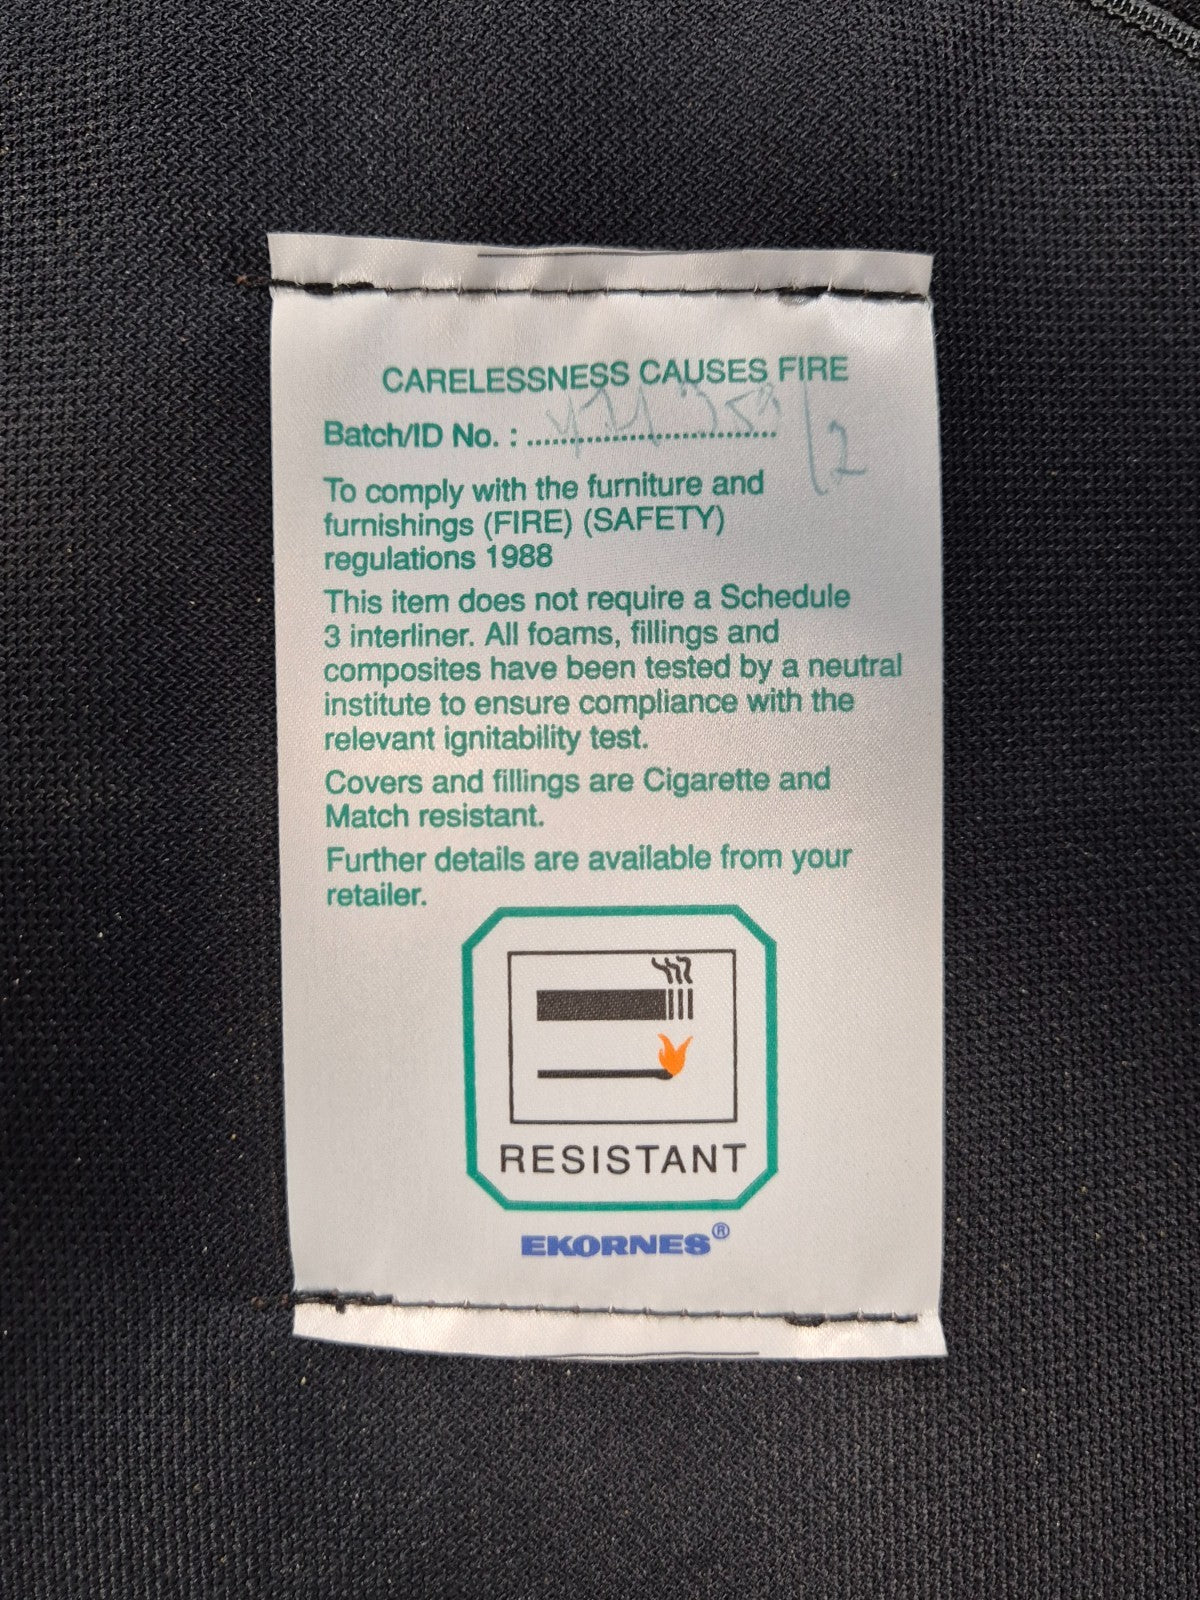 CARELESSNESS CAUSES FIRE
Batch/ID No. : ..............................
To comply with the furniture and
furnishings (FIRE) (SAFETY)
regulations 1988
This item does not require a Schedule
3 interliner. All foams, fillings and
composites have been tested by a neutral
institute to ensure compliance with the
relevant ignitability test.
Covers and fillings are Cigarette and
Match resistant.
Further details are available from your
retailer.
RESISTANT
EKORNES®